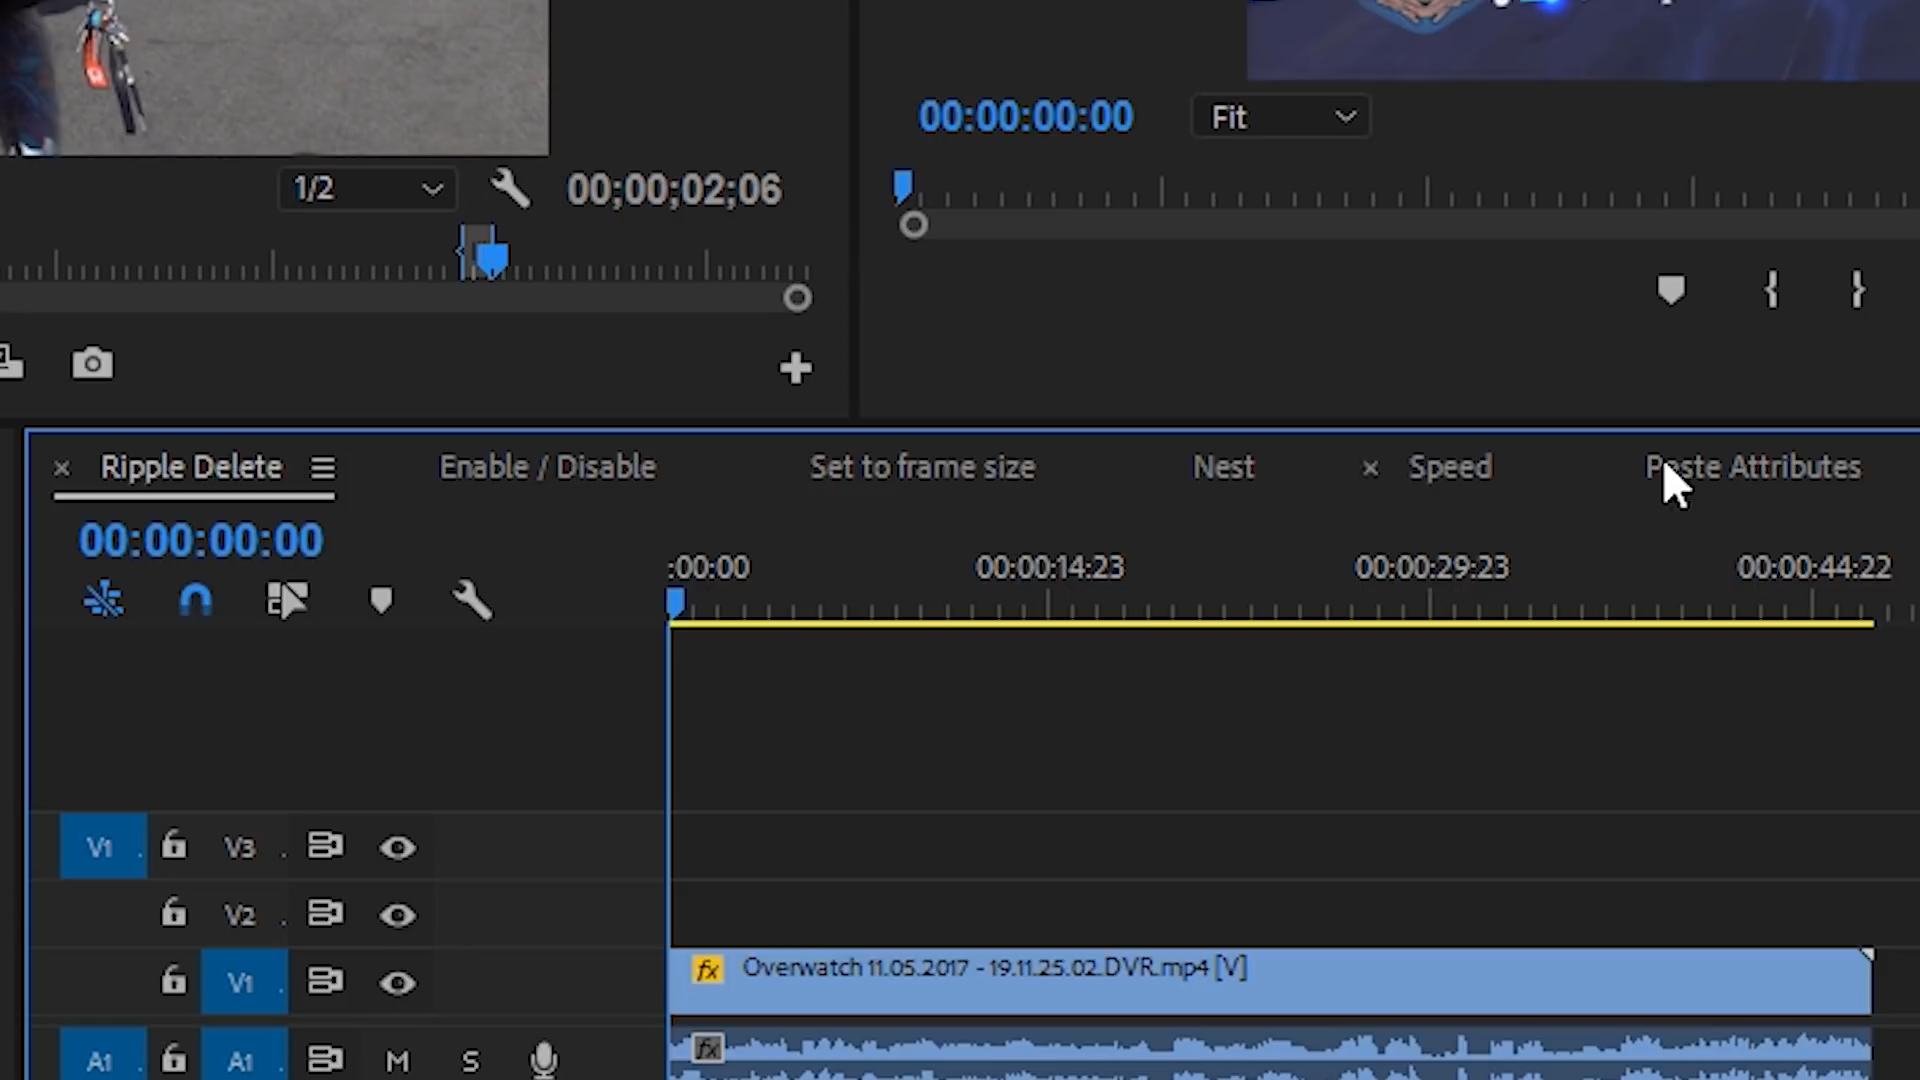 00:00:00:00 Fit
1/2 00;00;02;06
Ripple Delete Enable / Disable Set to frame size Nest Speed Paste Attributes
00:00:00:00
:00:00 00:00:14:23 00:00:29:23 00:00:44:22
V1 V3
V2
V1
fx Overwatch 11.05.2017 - 19.11.25.02.DVR.mp4 [V]
A1 A1 M S fx